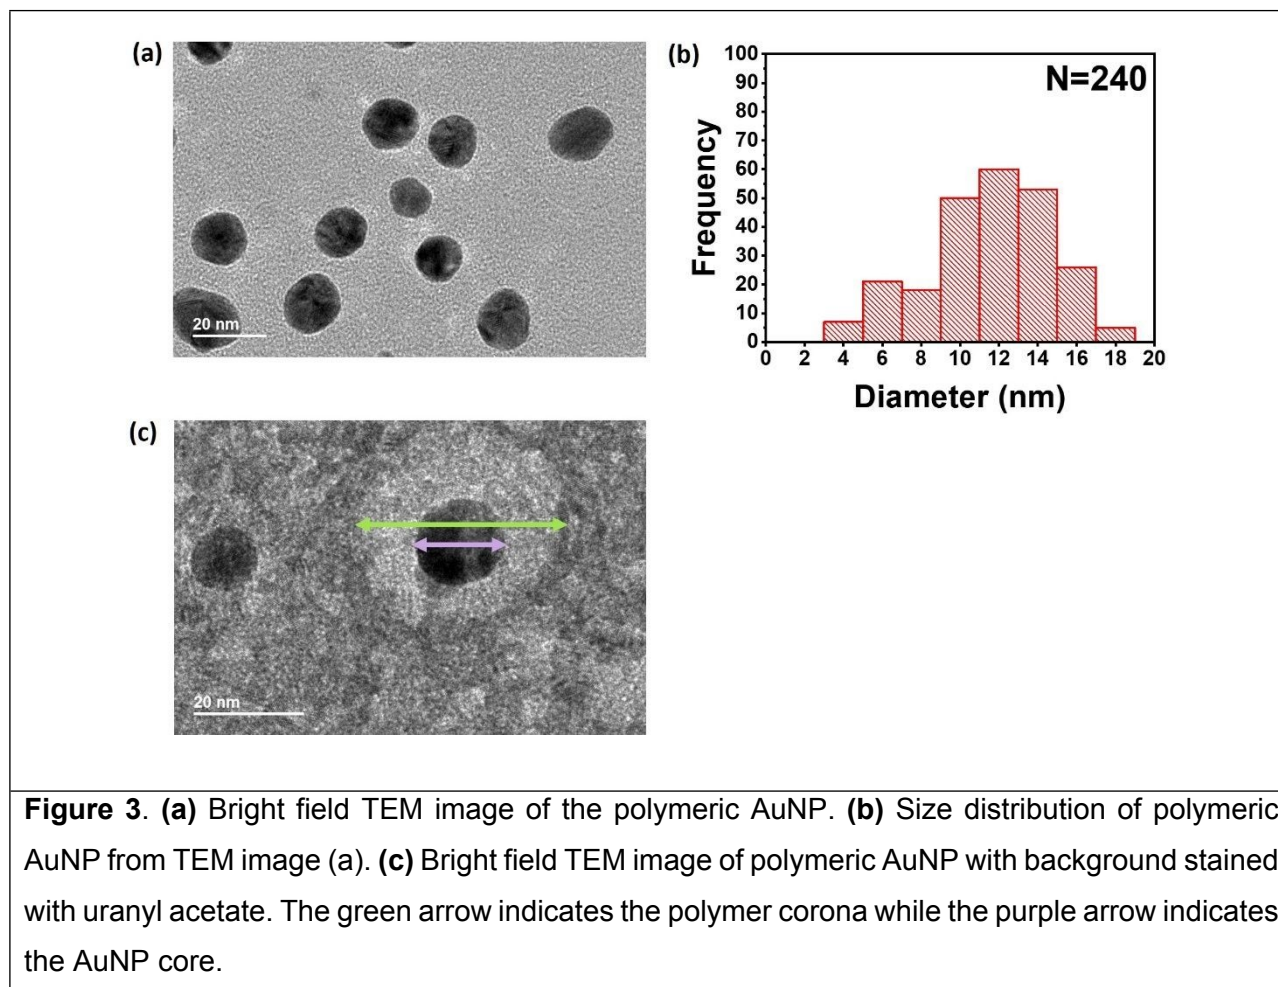 (a)
20 nm
(b)
N=240
100
90
80
70
60
50
40
30
20
10
0
Frequency
0 2 4 6 8 10 12 14 16 18 20
Diameter (nm)
(c)
20 nm
Figure 3. (a) Bright field TEM image of the polymeric AuNP. (b) Size distribution of polymeric
AuNP from TEM image (a). (c) Bright field TEM image of polymeric AuNP with background stained
with uranyl acetate. The green arrow indicates the polymer corona while the purple arrow indicates
the AuNP core.